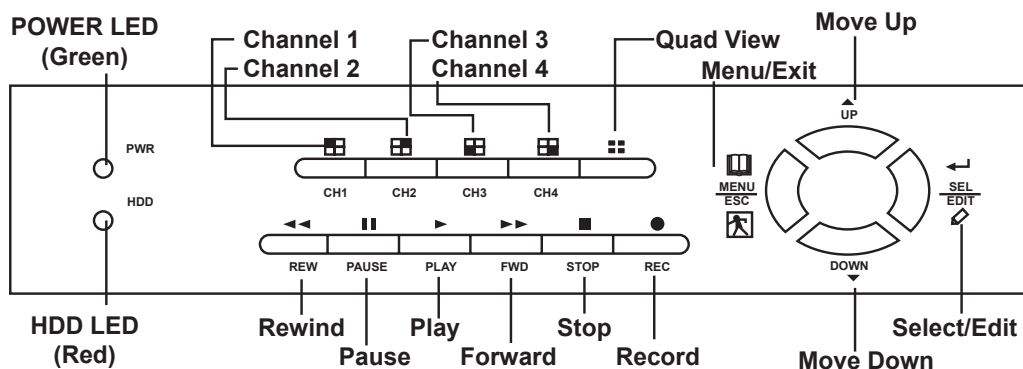 POWER LED
(Green)
Channel 1
Channel 2
Channel 3
Channel 4
Quad View
Menu/Exit
Move Up
PWR
HDD
CH1
CH2
CH3
CH4
REW
PAUSE
PLAY
FWD
STOP
REC
UP
MENU
ESC
SEL
EDIT
DOWN
HDD LED
(Red)
Rewind
Pause
Play
Forward
Stop
Record
Move Down
Select/Edit